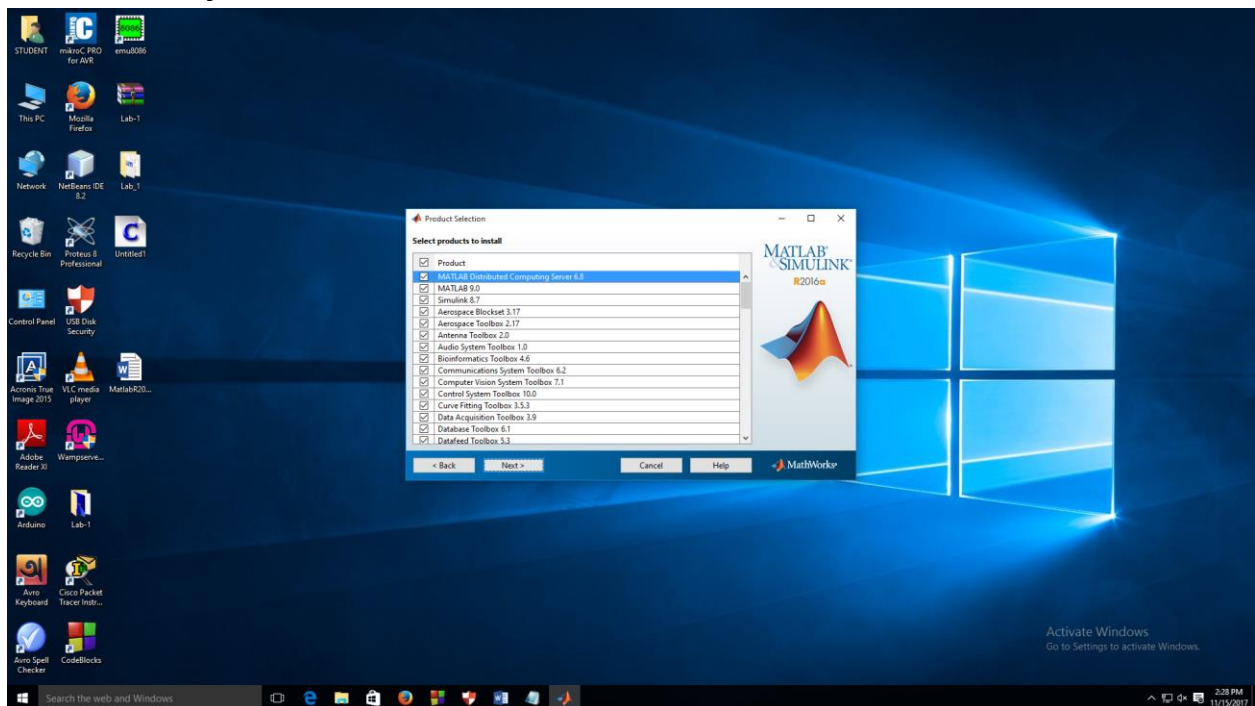 STUDENT
mikroC PRO
for AVR
emu8086
This PC
Mozilla
Firefox
Lab-1
Network
NetBeans IDE
8.2
Lab_1
Recycle Bin
Proteus 8
Professional
Untitled1
Control Panel
USB Disk
Security
Acronis True
Image 2015
VLC media
player
MatlabR20...
Adobe
Reader XI
Wampserve...
Arduino
Lab-1
Avro
Keyboard
Cisco Packet
Tracer Instr...
Avro Spell
Checker
CodeBlocks
Product Selection
Select products to install
Product
MATLAB Distributed Computing Server 6.8
MATLAB 9.0
Simulink 8.7
Aerospace Blockset 3.17
Aerospace Toolbox 2.17
Antenna Toolbox 2.0
Audio System Toolbox 1.0
Bioinformatics Toolbox 4.6
Communications System Toolbox 6.2
Computer Vision System Toolbox 7.1
Control System Toolbox 10.0
Curve Fitting Toolbox 3.5.3
Data Acquisition Toolbox 3.9
Database Toolbox 6.1
Datafeed Toolbox 5.3
MATLAB®
&SIMULINK®
R2016a
< Back
Next >
Cancel
Help
MathWorks®
Activate Windows
Go to Settings to activate Windows.
Search the web and Windows
2:28 PM
11/15/2017